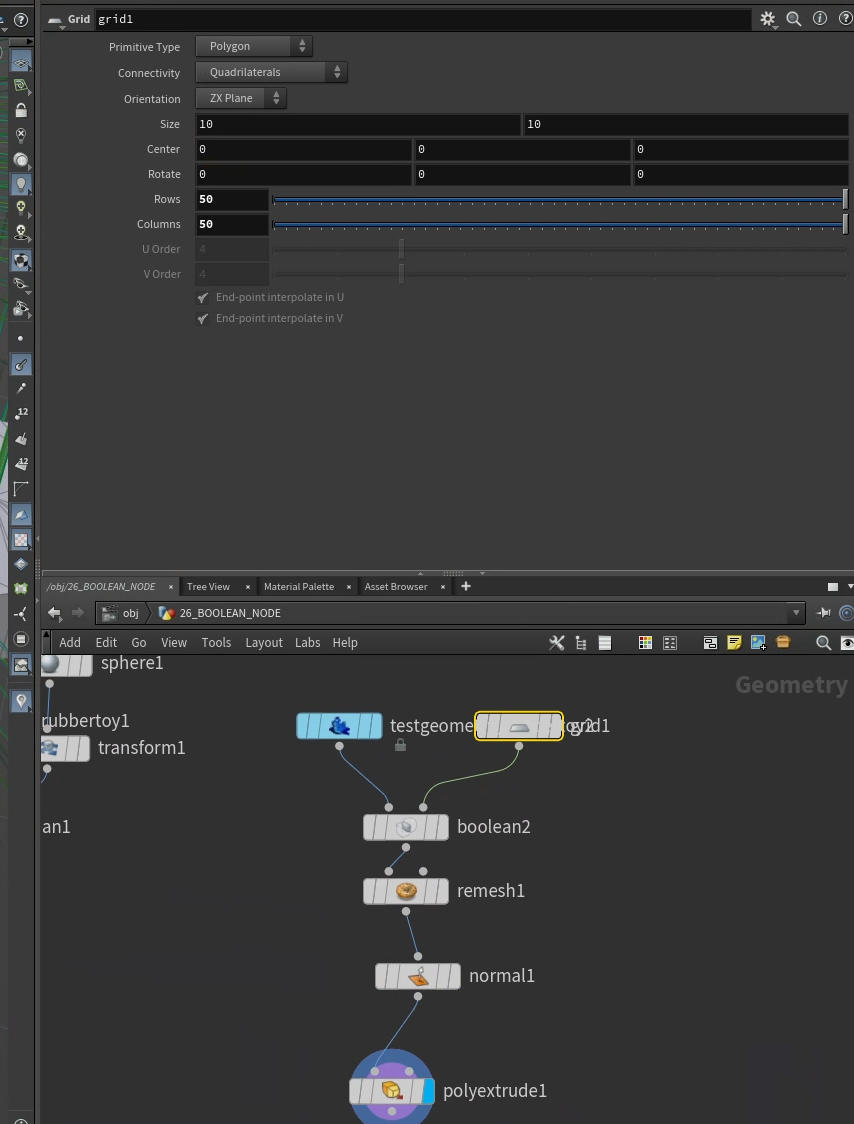 Grid grid1
Primitive Type Polygon
Connectivity Quadrilaterals
Orientation ZX Plane
Size 10 10
Center 0 0 0
Rotate 0 0 0
Rows 50
Columns 50
U Order 4
V Order 4
End-point interpolate in U
End-point interpolate in V
12
12
/obj/26_BOOLEAN_NODE × Tree View × Material Palette × Asset Browser × +
obj 26_BOOLEAN_NODE
Add Edit Go View Tools Layout Labs Help
Geometry
sphere1
rubbertoy1
testgeome
grid1
transform1
an1
boolean2
remesh1
normal1
polyextrude1